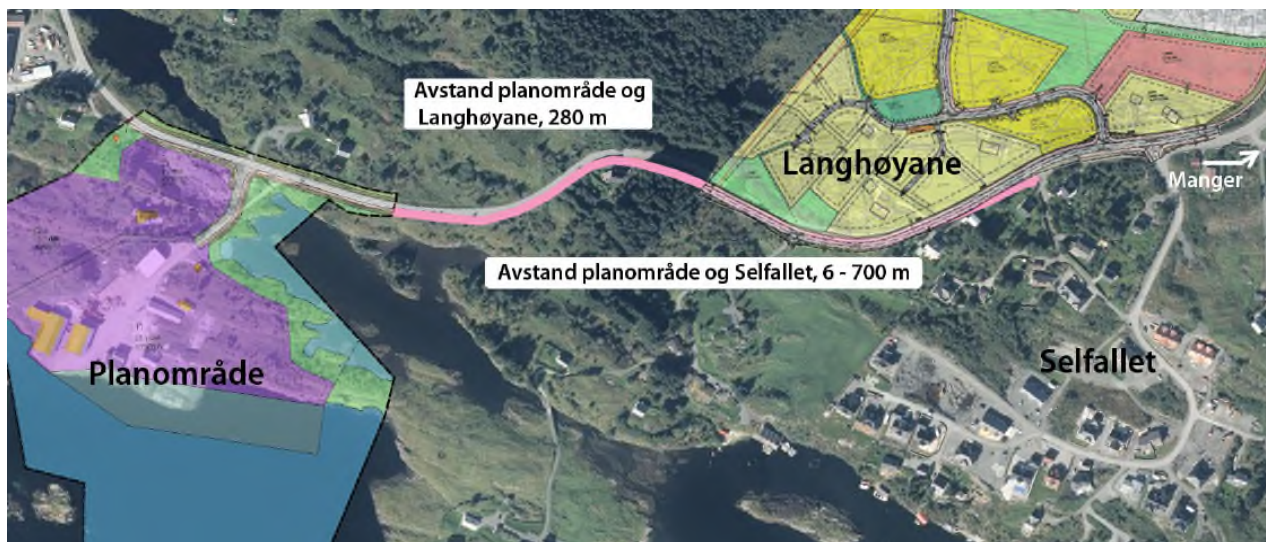 Avstand planområde og
Langhøyane, 280 m
Langhøyane
Manger
Avstand planområde og Selfallet, 6 - 700 m
Selfallet
Planområde